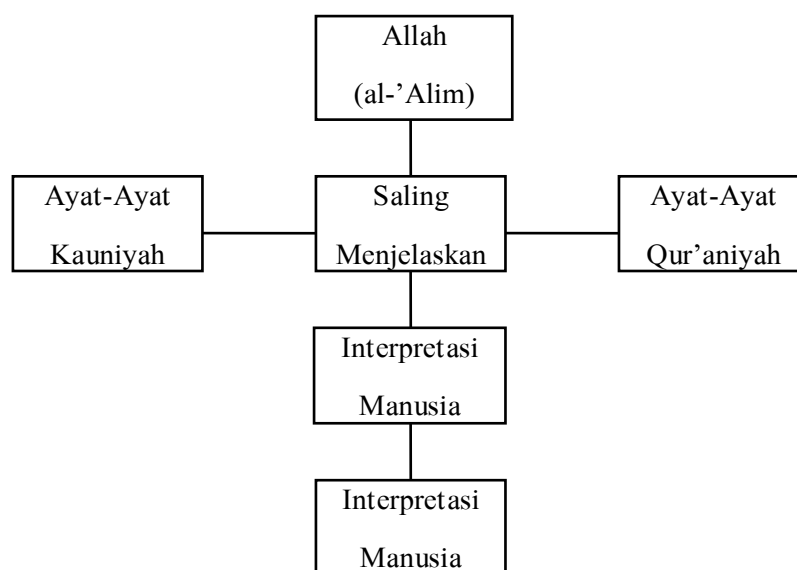 Allah
(al-’Alim)
Ayat-Ayat
Kauniyah
Saling
Menjelaskan
Ayat-Ayat
Qur’aniyah
Interpretasi
Manusia
Interpretasi
Manusia